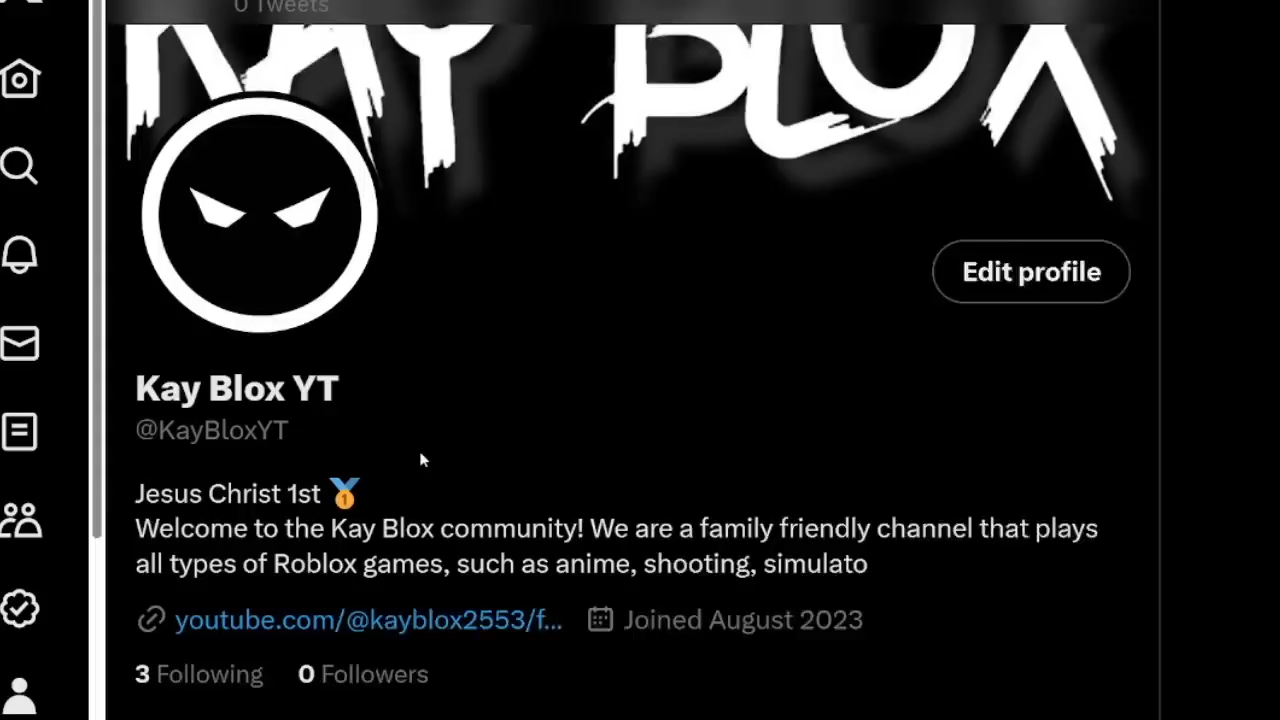 0 Tweets
KAY BLOX
Edit profile
Kay Blox YT
@KayBloxYT
Jesus Christ 1st 🥇
Welcome to the Kay Blox community! We are a family friendly channel that plays
all types of Roblox games, such as anime, shooting, simulato
youtube.com/@kayblox2553/f... Joined August 2023
3 Following 0 Followers